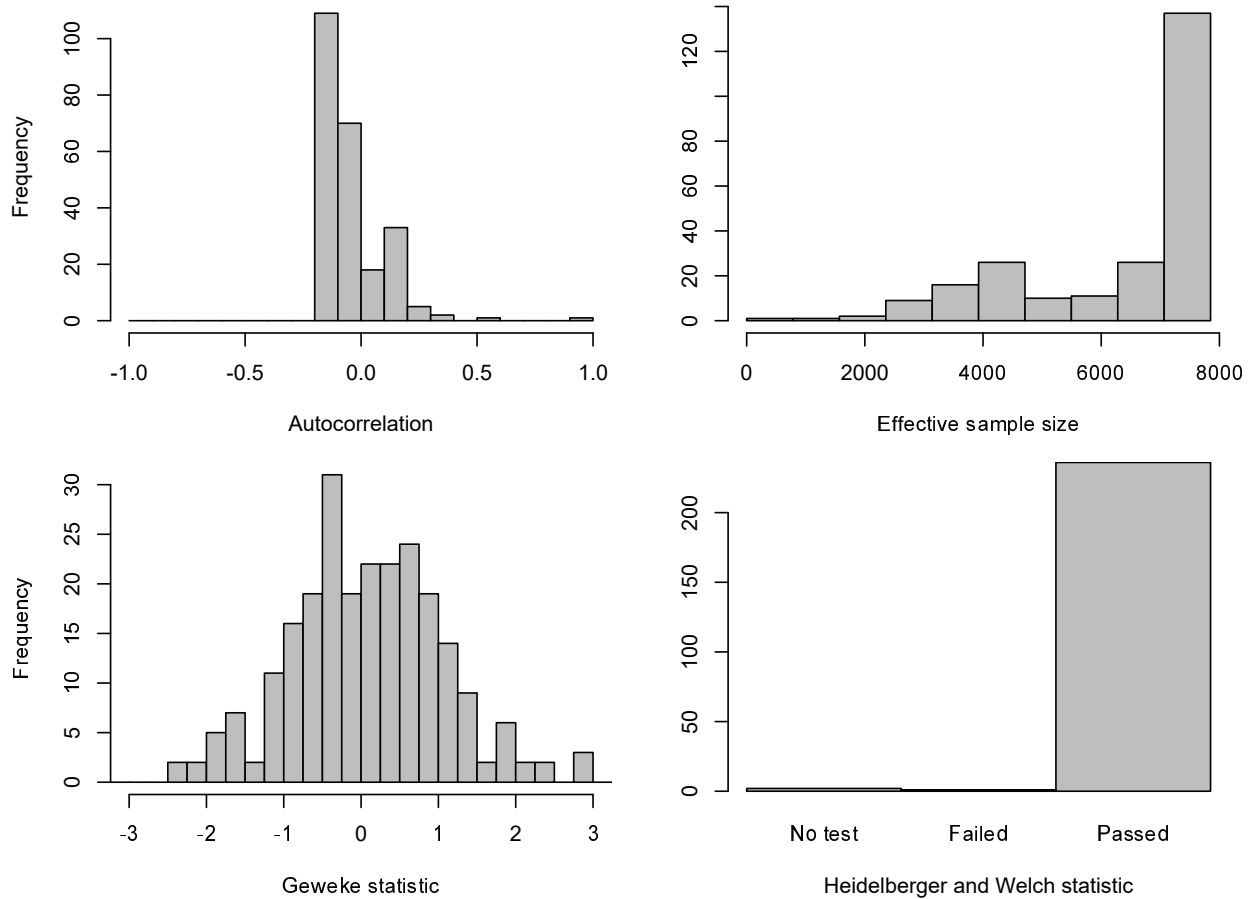 Frequency
100
80
60
40
20
0
-1.0 -0.5 0.0 0.5 1.0
Autocorrelation
120
80
60
40
20
0
0 2000 4000 6000 8000
Effective sample size
Frequency
30
25
20
15
10
5
0
-3 -2 -1 0 1 2 3
Geweke statistic
200
150
100
50
0
No test Failed Passed
Heidelberger and Welch statistic